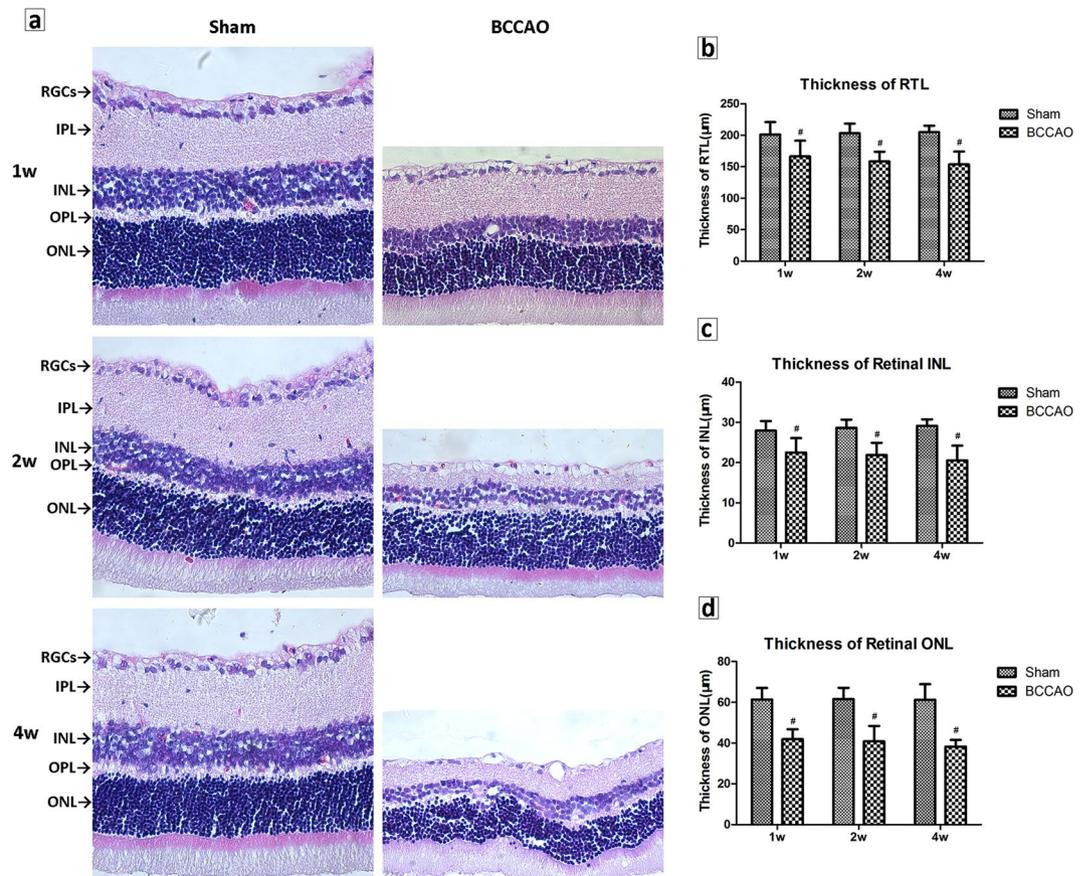 a
Sham
BCCAO
1w
RGCs→
IPL→
INL→
OPL→
ONL→
2w
RGCs→
IPL→
INL→
OPL→
ONL→
4w
RGCs→
IPL→
INL→
OPL→
ONL→
b
Thickness of RTL
Thickness of RTL(μm)
250
200
150
100
50
0
#
#
#
1w 2w 4w
Sham
BCCAO
c
Thickness of Retinal INL
Thickness of INL(μm)
40
30
20
10
0
#
#
#
1w 2w 4w
Sham
BCCAO
d
Thickness of Retinal ONL
Thickness of ONL(μm)
80
60
40
20
0
#
#
#
1w 2w 4w
Sham
BCCAO